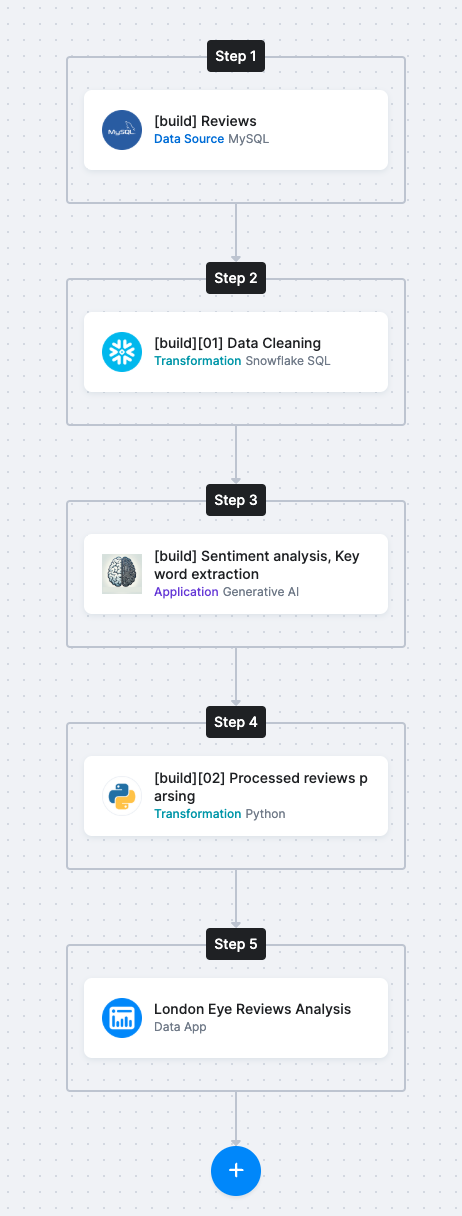 Step 1
MySQL
[build] Reviews
Data Source MySQL
Step 2
[build][01] Data Cleaning
Transformation Snowflake SQL
Step 3
[build] Sentiment analysis, Key
word extraction
Application Generative AI
Step 4
[build][02] Processed reviews p
arsing
Transformation Python
Step 5
London Eye Reviews Analysis
Data App
+